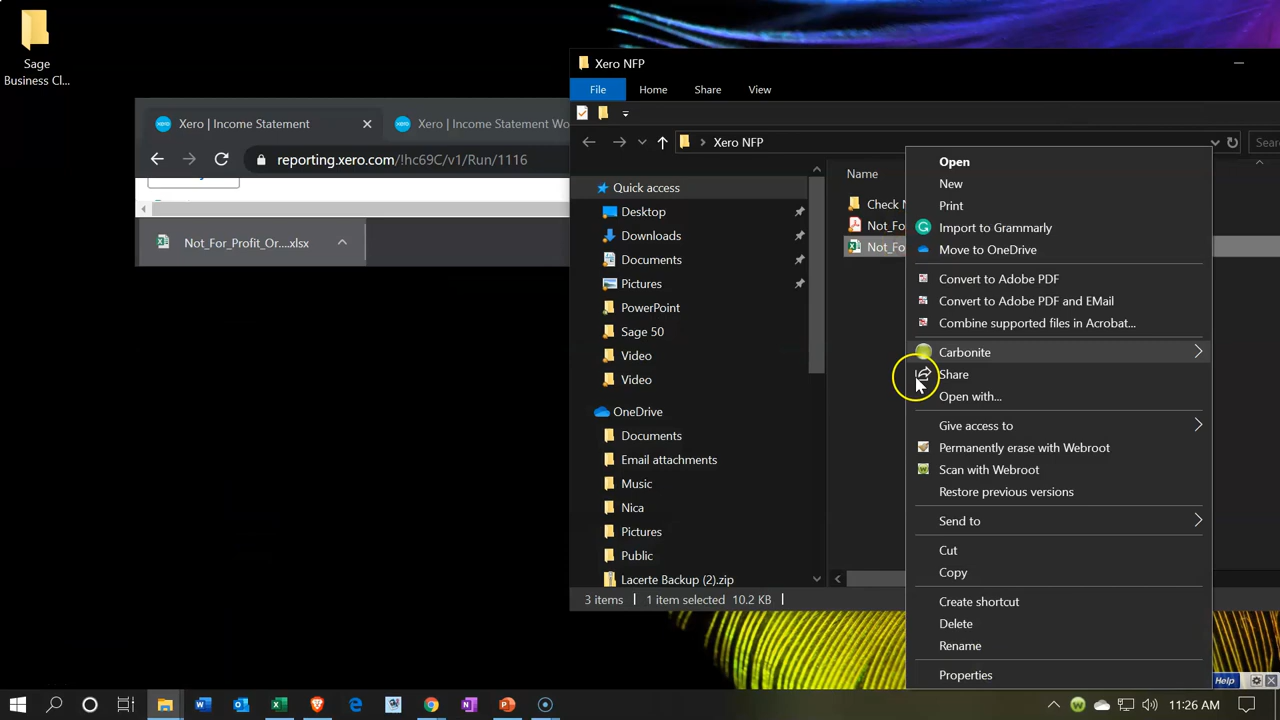 Sage
Business Cl...
Xero | Income Statement
Xero | Income Statement Wo
reporting.xero.com/!hc69C/v1/Run/1116
Not_For_Profit_Or....xlsx
Xero NFP
File
Home
Share
View
Xero NFP
Sear
Quick access
Desktop
Downloads
Documents
Pictures
PowerPoint
Sage 50
Video
Video
OneDrive
Documents
Email attachments
Music
Nica
Pictures
Public
Lacerte Backup (2).zip
Name
Check
Not_Fo
Not_Fo
3 items
1 item selected 10.2 KB
Open
New
Print
Import to Grammarly
Move to OneDrive
Convert to Adobe PDF
Convert to Adobe PDF and EMail
Combine supported files in Acrobat...
Carbonite
Share
Open with...
Give access to
Permanently erase with Webroot
Scan with Webroot
Restore previous versions
Send to
Cut
Copy
Create shortcut
Delete
Rename
Properties
Help
11:26 AM